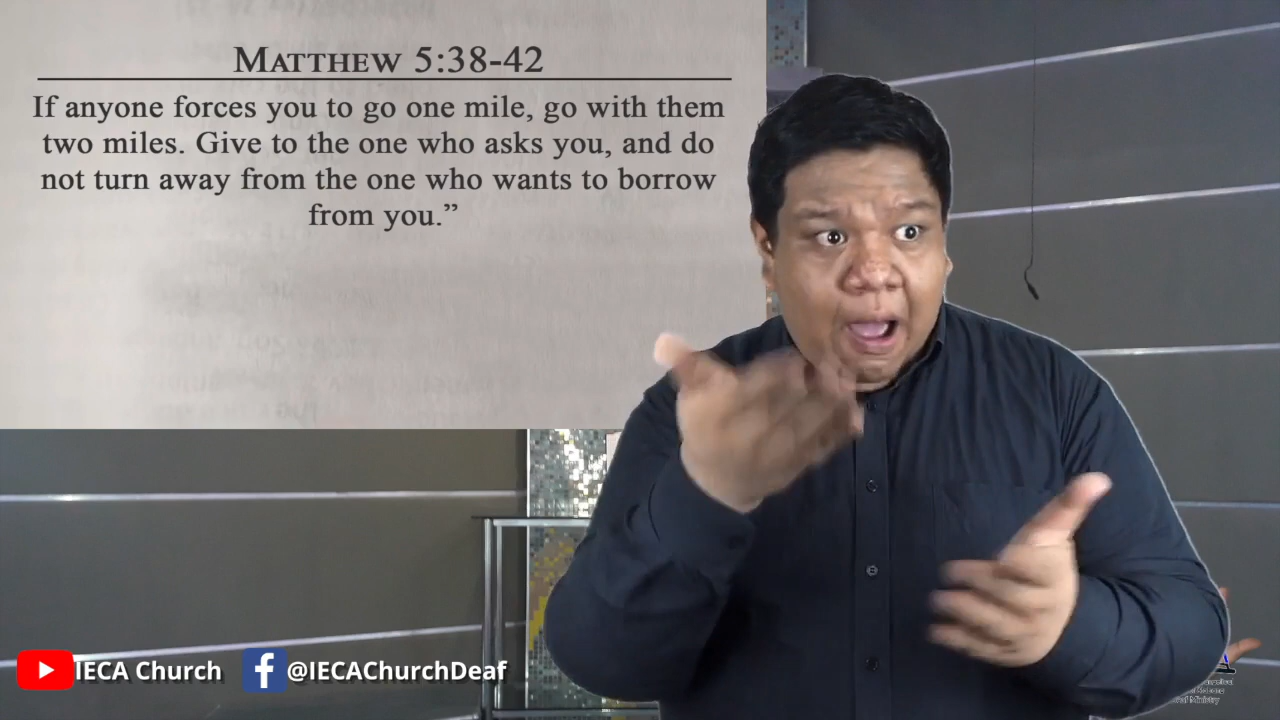 MATTHEW 5:38-42
If anyone forces you to go one mile, go with them
two miles. Give to the one who asks you, and do
not turn away from the one who wants to borrow
from you.”
IECA Church
@IECAChurchDeaf
Ministry